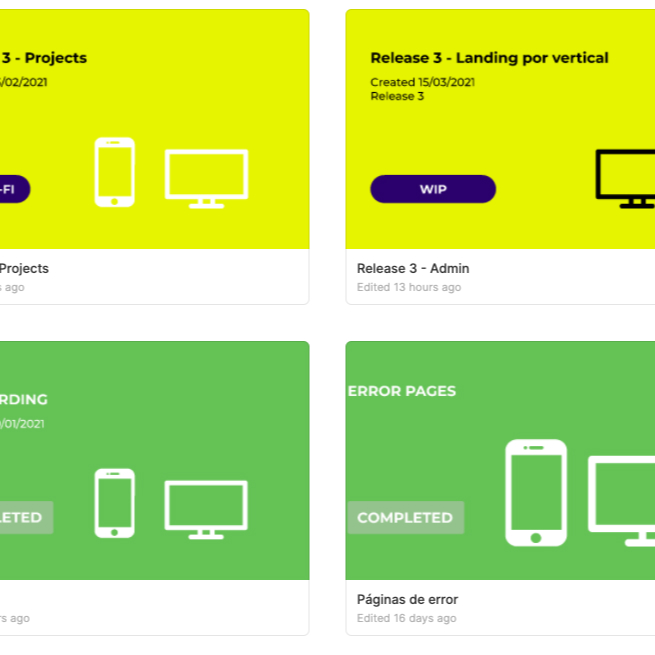 3 - Projects
/02/2021
-FI
Projects
s ago
Release 3 - Landing por vertical
Created 15/03/2021
Release 3
WIP
Release 3 - Admin
Edited 13 hours ago
RDING
/01/2021
LETED
rs ago
ERROR PAGES
COMPLETED
Páginas de error
Edited 16 days ago